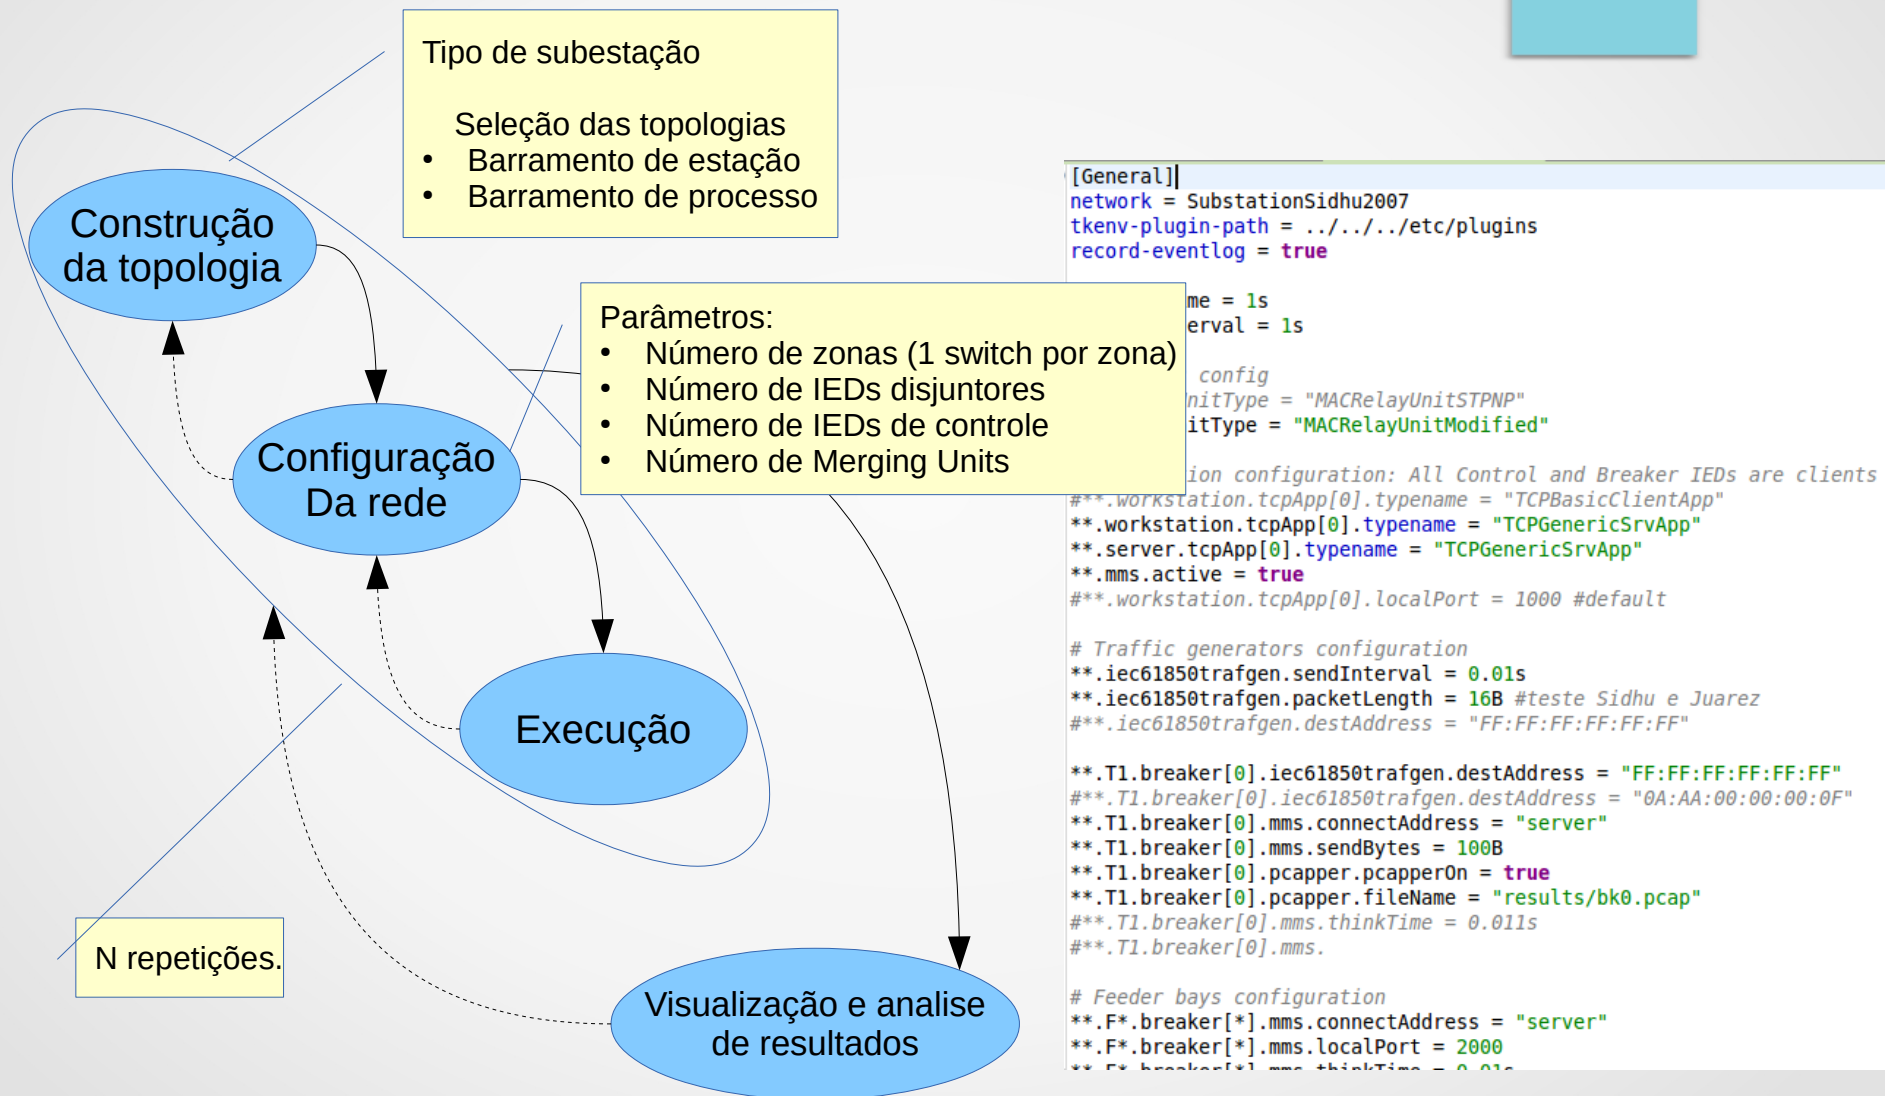 Tipo de subestação
Seleção das topologias
• Barramento de estação
• Barramento de processo
Construção
da topologia
Parâmetros:
• Número de zonas (1 switch por zona)
• Número de IEDs disjuntores
• Número de IEDs de controle
• Número de Merging Units
Configuração
Da rede
Execução
N repetições.
Visualização e analise
de resultados
[General]
network = SubstationSidhu2007
tkenv-plugin-path = ../../../etc/plugins
record-eventlog = true
me = 1s
erval = 1s
config
nitType = "MACRelayUnitSTPNP"
itType = "MACRelayUnitModified"
ion configuration: All Control and Breaker IEDs are clients
#**.workstation.tcpApp[0].typename = "TCPBasicClientApp"
**.workstation.tcpApp[0].typename = "TCPGenericSrvApp"
**.server.tcpApp[0].typename = "TCPGenericSrvApp"
**.mms.active = true
#**.workstation.tcpApp[0].localPort = 1000 #default
# Traffic generators configuration
**.iec61850trafgen.sendInterval = 0.01s
**.iec61850trafgen.packetLength = 16B #teste Sidhu e Juarez
#**.iec61850trafgen.destAddress = "FF:FF:FF:FF:FF:FF"
**.T1.breaker[0].iec61850trafgen.destAddress = "FF:FF:FF:FF:FF:FF"
#**.T1.breaker[0].iec61850trafgen.destAddress = "0A:AA:00:00:00:0F"
**.T1.breaker[0].mms.connectAddress = "server"
**.T1.breaker[0].mms.sendBytes = 100B
**.T1.breaker[0].pcapper.pcapperOn = true
**.T1.breaker[0].pcapper.fileName = "results/bk0.pcap"
#**.T1.breaker[0].mms.thinkTime = 0.011s
#**.T1.breaker[0].mms.
# Feeder bays configuration
**.F*.breaker[*].mms.connectAddress = "server"
**.F*.breaker[*].mms.localPort = 2000
**.F*.breaker[*].mms.thinkTime = 0.01s